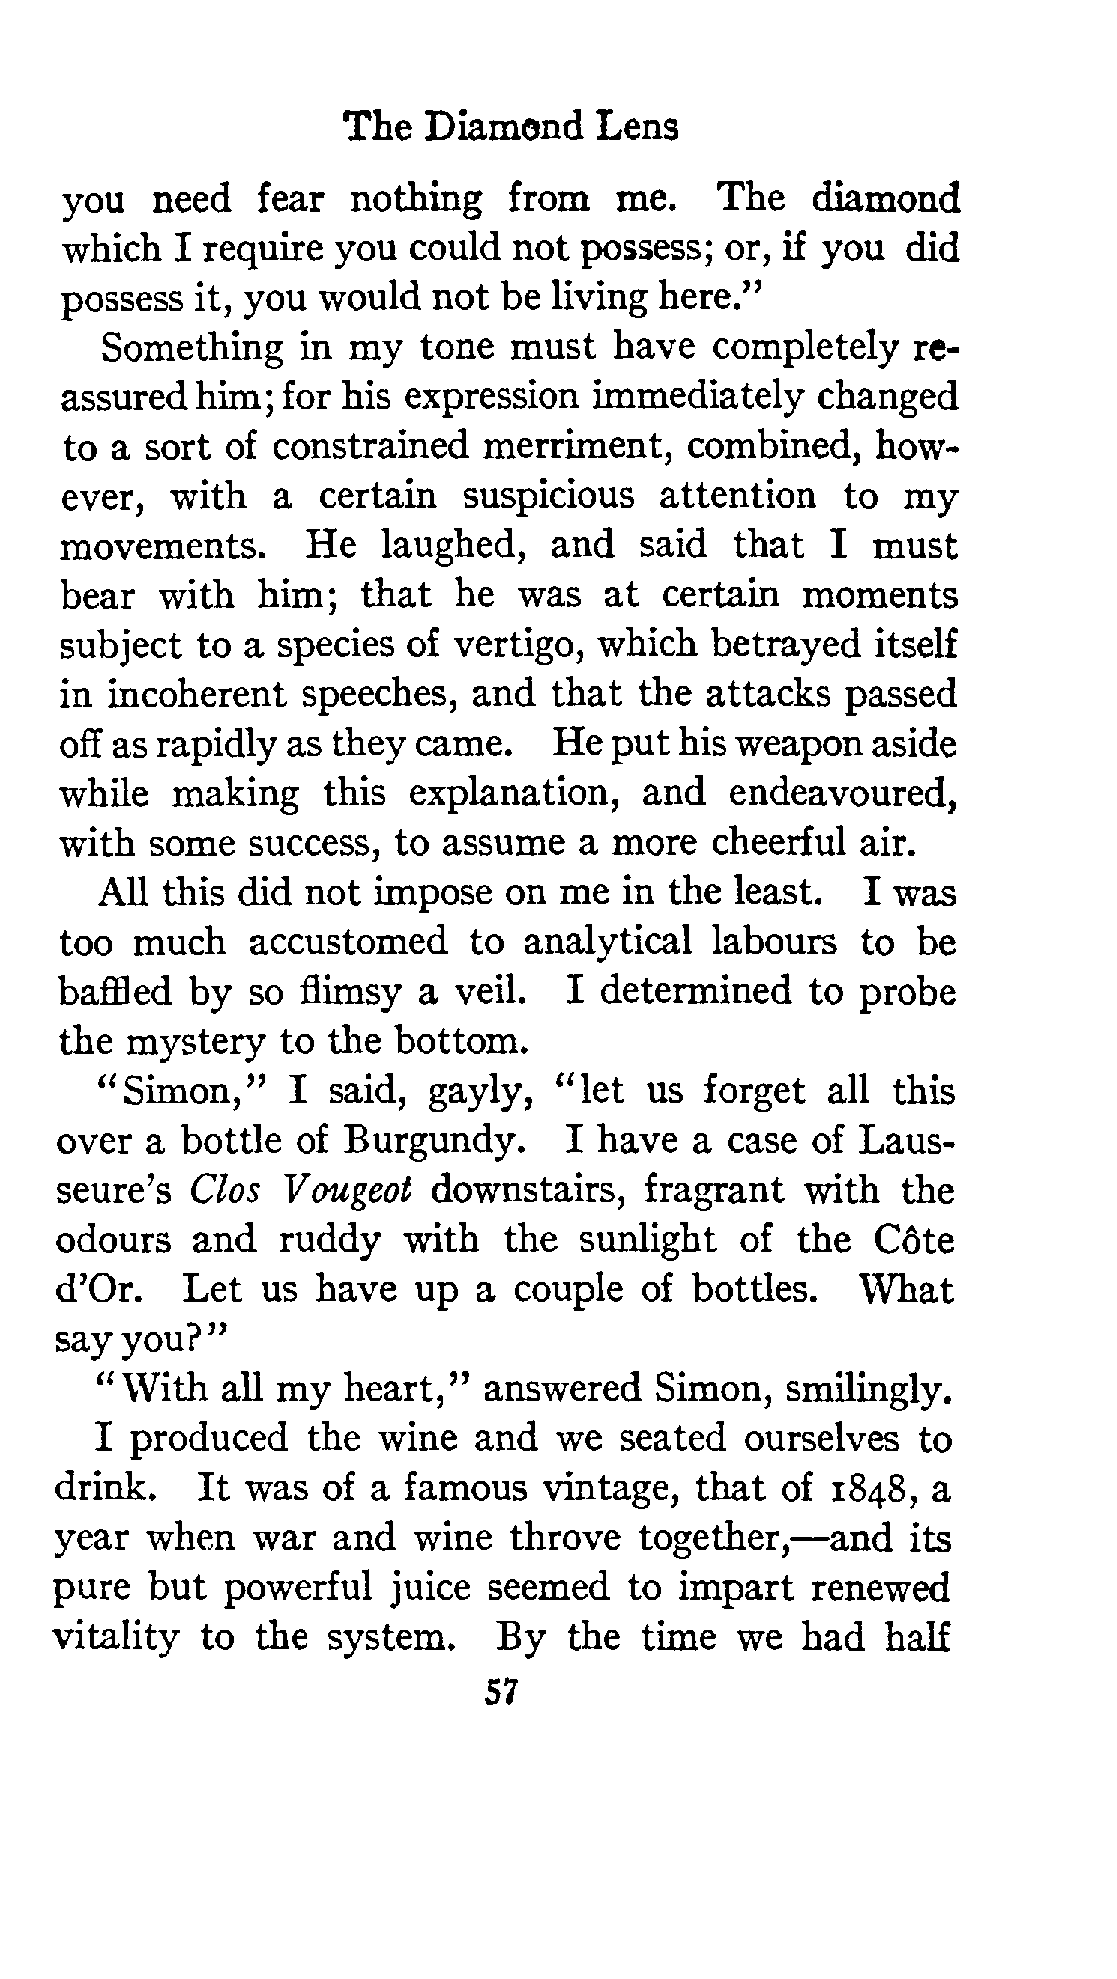 The Diamond Lens
you need fear nothing from me. The diamond
which I require you could not possess; or, if you did
possess it, you would not be living here."
Something in my tone must have completely re-
assured him; for his expression immediately changed
to a sort of constrained merriment, combined, how-
ever, with a certain suspicious attention to my
movements. He laughed, and said that I must
bear with him; that he was at certain moments
subject to a species of vertigo, which betrayed itself
in incoherent speeches, and that the attacks passed
off as rapidly as they came. He put his weapon aside
while making this explanation, and endeavoured,
with some success, to assume a more cheerful air.
All this did not impose on me in the least. I was
too much accustomed to analytical labours to be
baffled by so flimsy a veil. I determined to probe
the mystery to the bottom.
"Simon," I said, gayly, "let us forget all this
over a bottle of Burgundy. I have a case of Laus-
seure's Clos Vougeot downstairs, fragrant with the
odours and ruddy with the sunlight of the Côte
d'Or. Let us have up a couple of bottles. What
say you?"
"With all my heart," answered Simon, smilingly.
I produced the wine and we seated ourselves to
drink. It was of a famous vintage, that of 1848, a
year when war and wine throve together,—and its
pure but powerful juice seemed to impart renewed
vitality to the system. By the time we had half
57